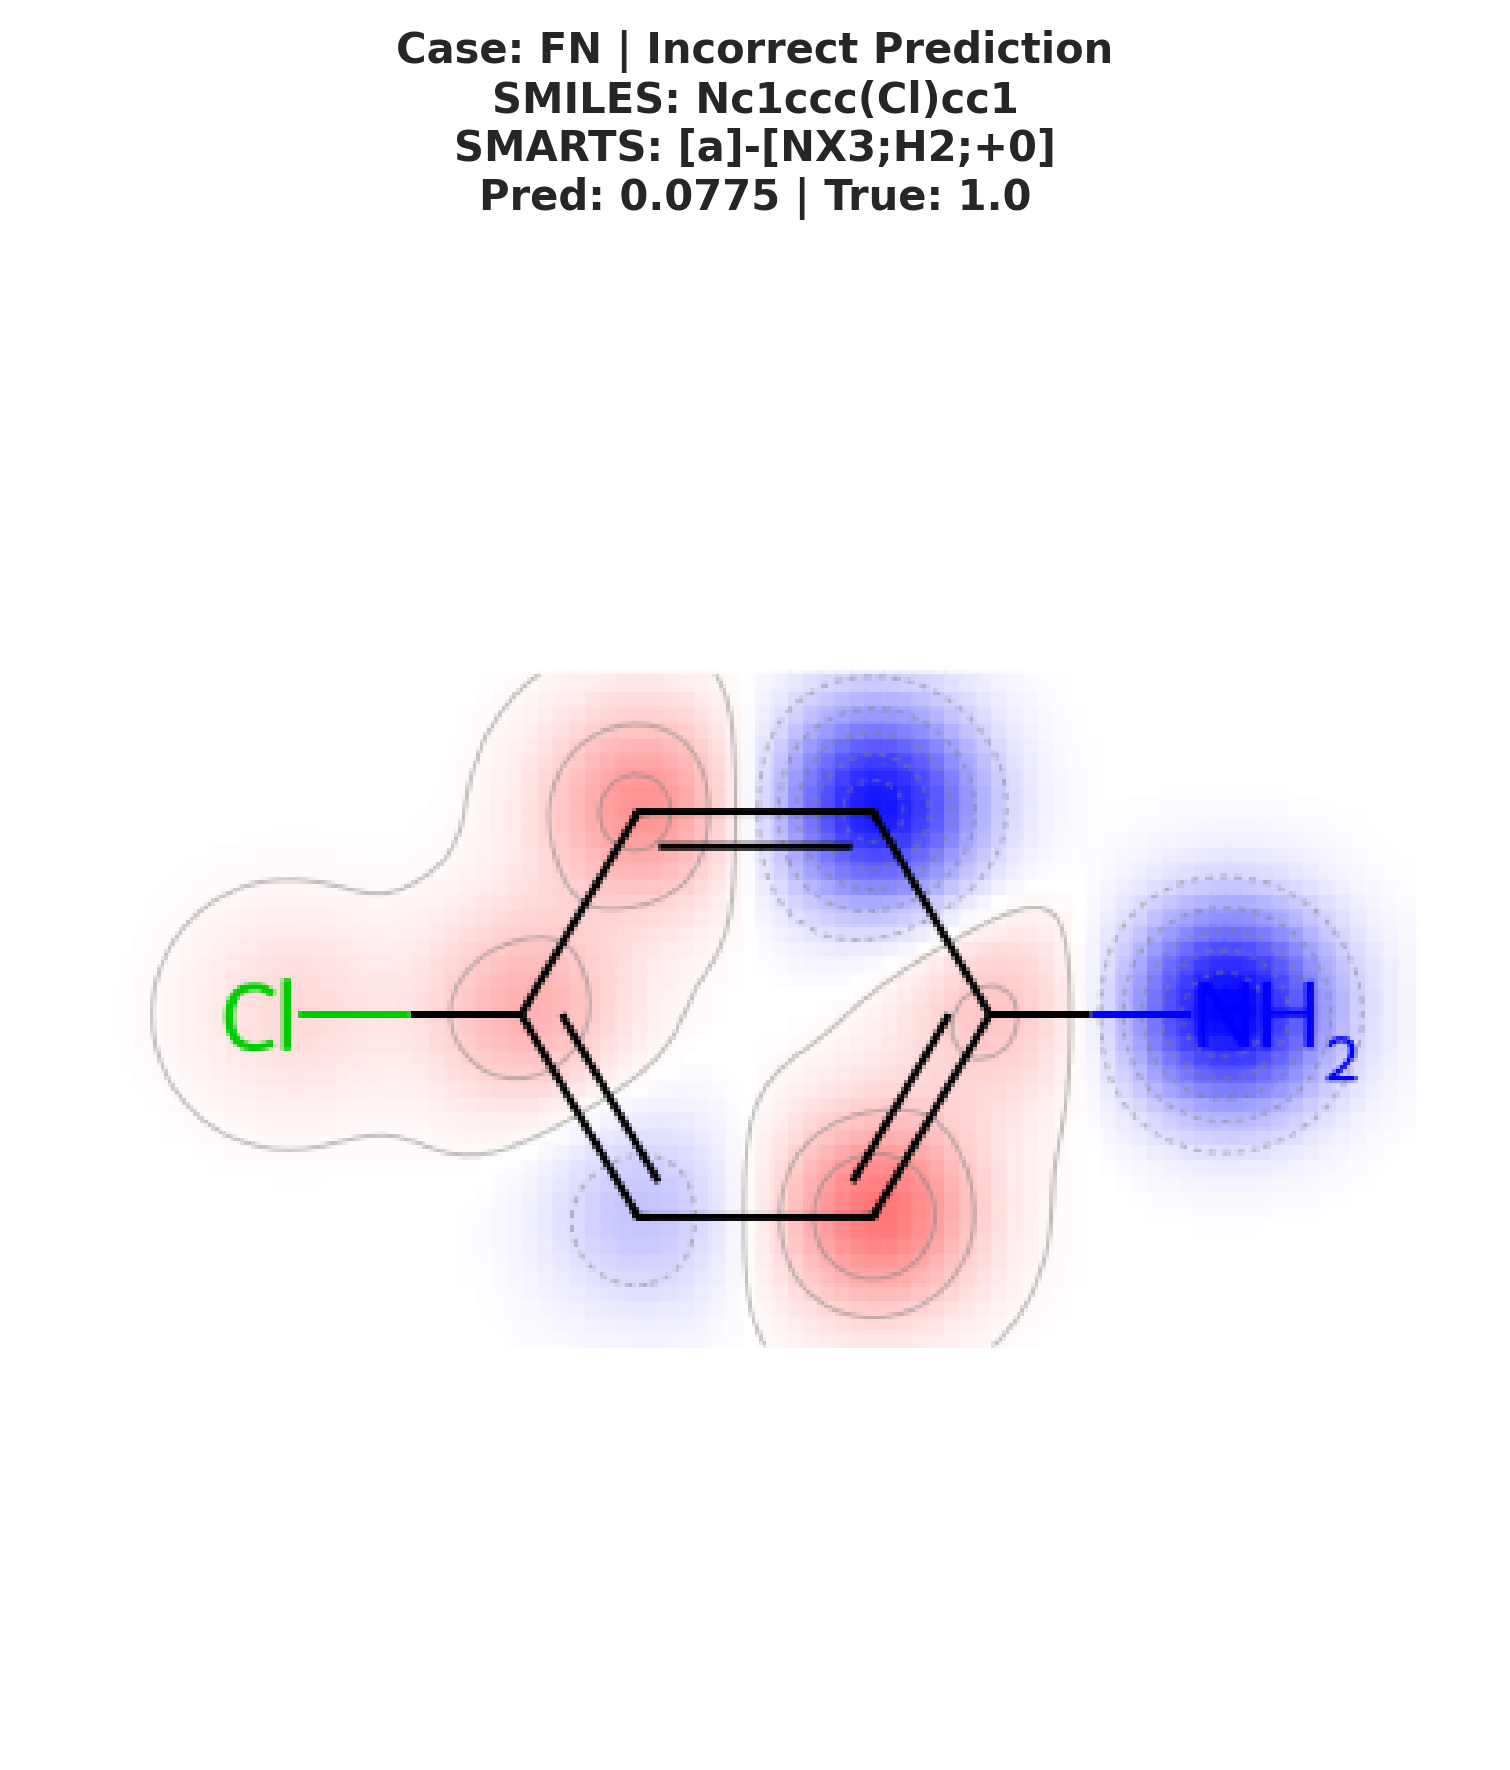 Case: FN | Incorrect Prediction
SMILES: Nc1ccc(Cl)cc1
SMARTS: [a]-[NX3;H2;+0]
Pred: 0.0775 | True: 1.0
Cl NH2